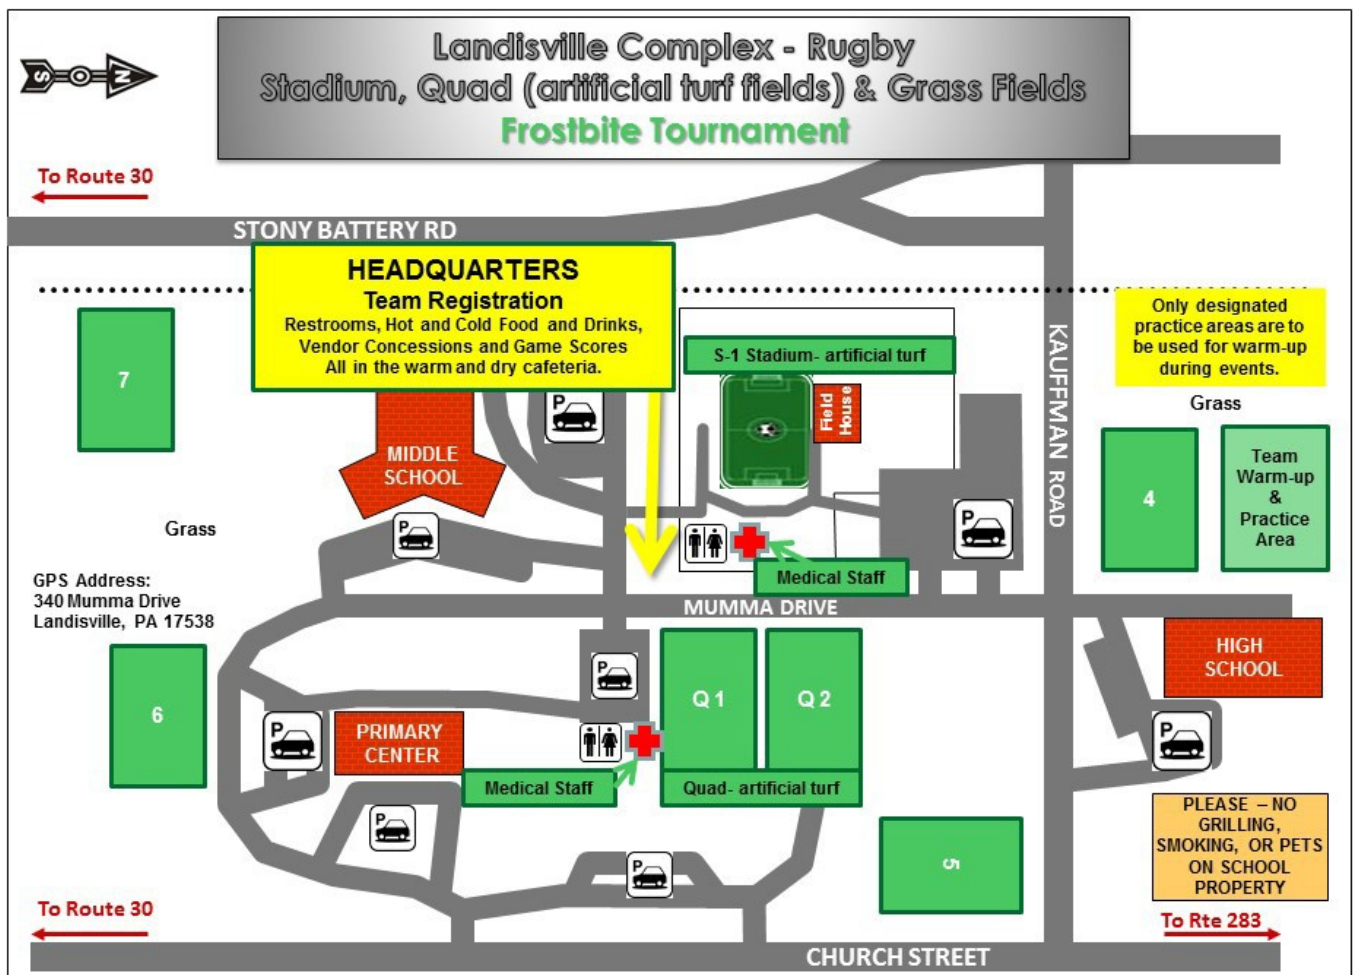 Landisville Complex - Rugby
Stadium, Quad (artificial turf fields) & Grass Fields
Frostbite Tournament
S
O
N
To Route 30
STONY BATTERY RD
HEADQUARTERS
Team Registration
Restrooms, Hot and Cold Food and Drinks,
Vendor Concessions and Game Scores
All in the warm and dry cafeteria.
Only designated
practice areas are to
be used for warm-up
during events.
7
S-1 Stadium- artificial turf
Field
House
P
KAUFFMAN ROAD
Grass
4
Team
Warm-up
&
Practice
Area
MIDDLE
SCHOOL
P
P
Grass
Medical Staff
GPS Address:
340 Mumma Drive
Landisville, PA 17538
MUMMA DRIVE
HIGH
SCHOOL
6
P
Q 1
Q 2
P
PRIMARY
CENTER
P
Medical Staff
Quad- artificial turf
P
P
5
PLEASE – NO
GRILLING,
SMOKING, OR PETS
ON SCHOOL
PROPERTY
To Route 30
To Rte 283
CHURCH STREET